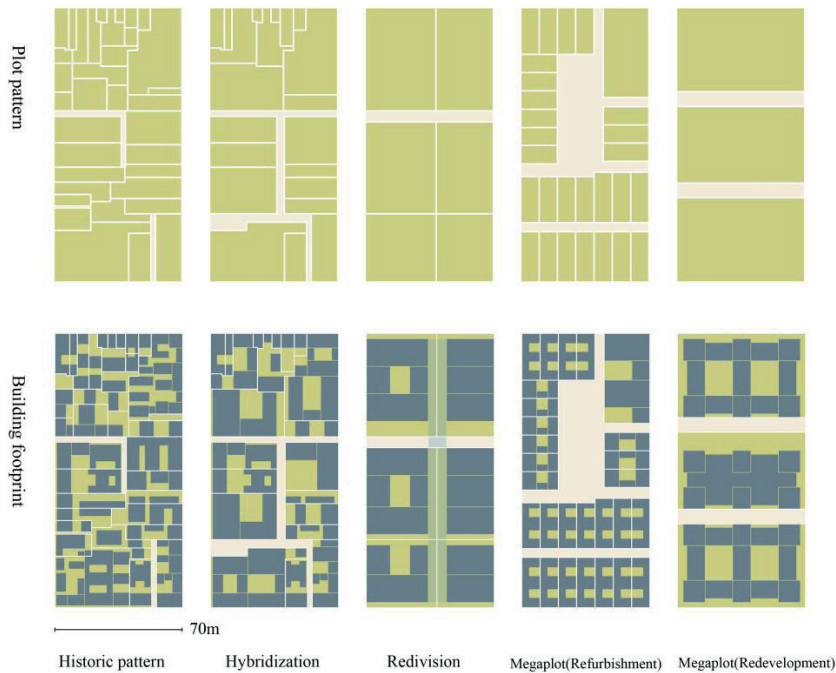 Plot pattern
Building footprint
70m
Historic pattern
Hybridization
Redivision
Megaplot(Refurbishment)
Megaplot(Redevelopment)